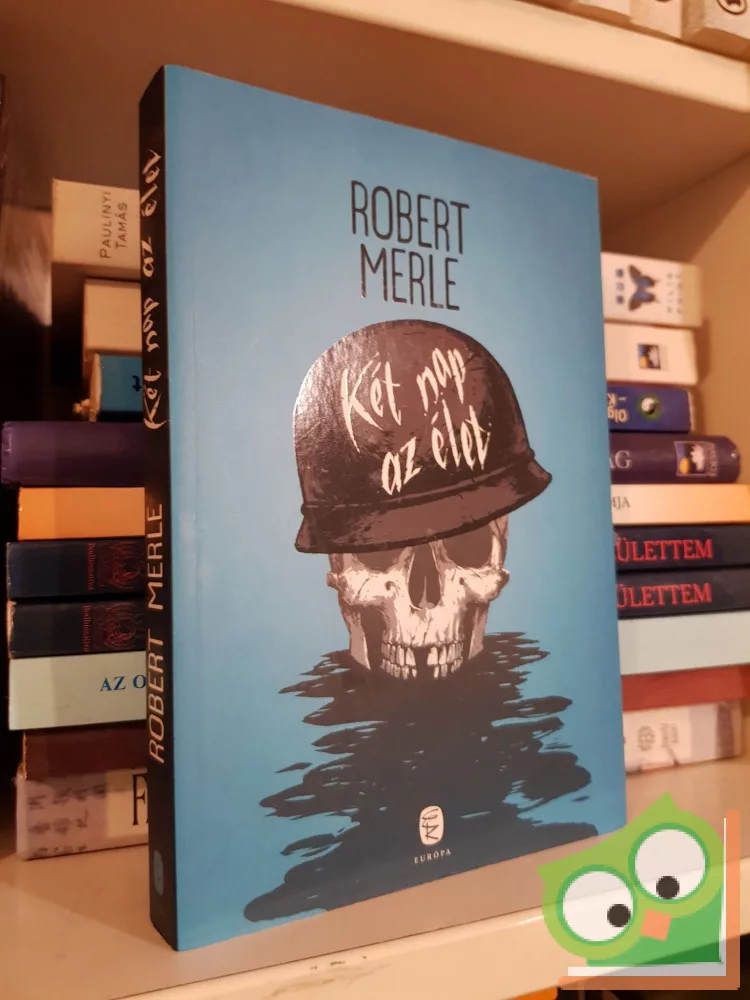 ROBERT
MERLE
Két nap
az élet
EURÓPA
ROBERT MERLE Két nap az élet
PAULINYI
TAMÁS
AZ O
ÜLETTEM
ÜLETTEM